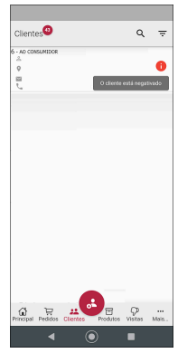 Clientes 40
6 - AO CONSUMIDOR
O cliente está negativado
Principal Pedidos Clientes Produtos Visitas Mais...